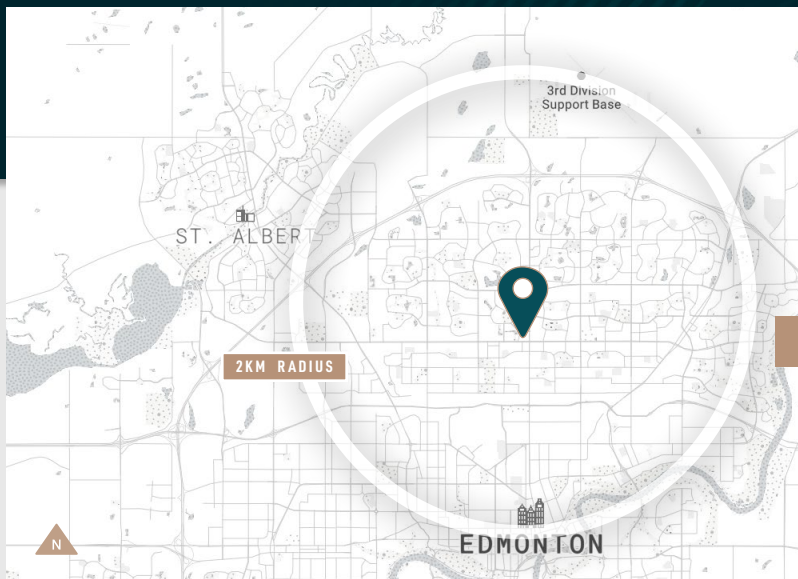 3rd Division
Support Base
ST. ALBERT
2KM RADIUS
EDMONTON
N